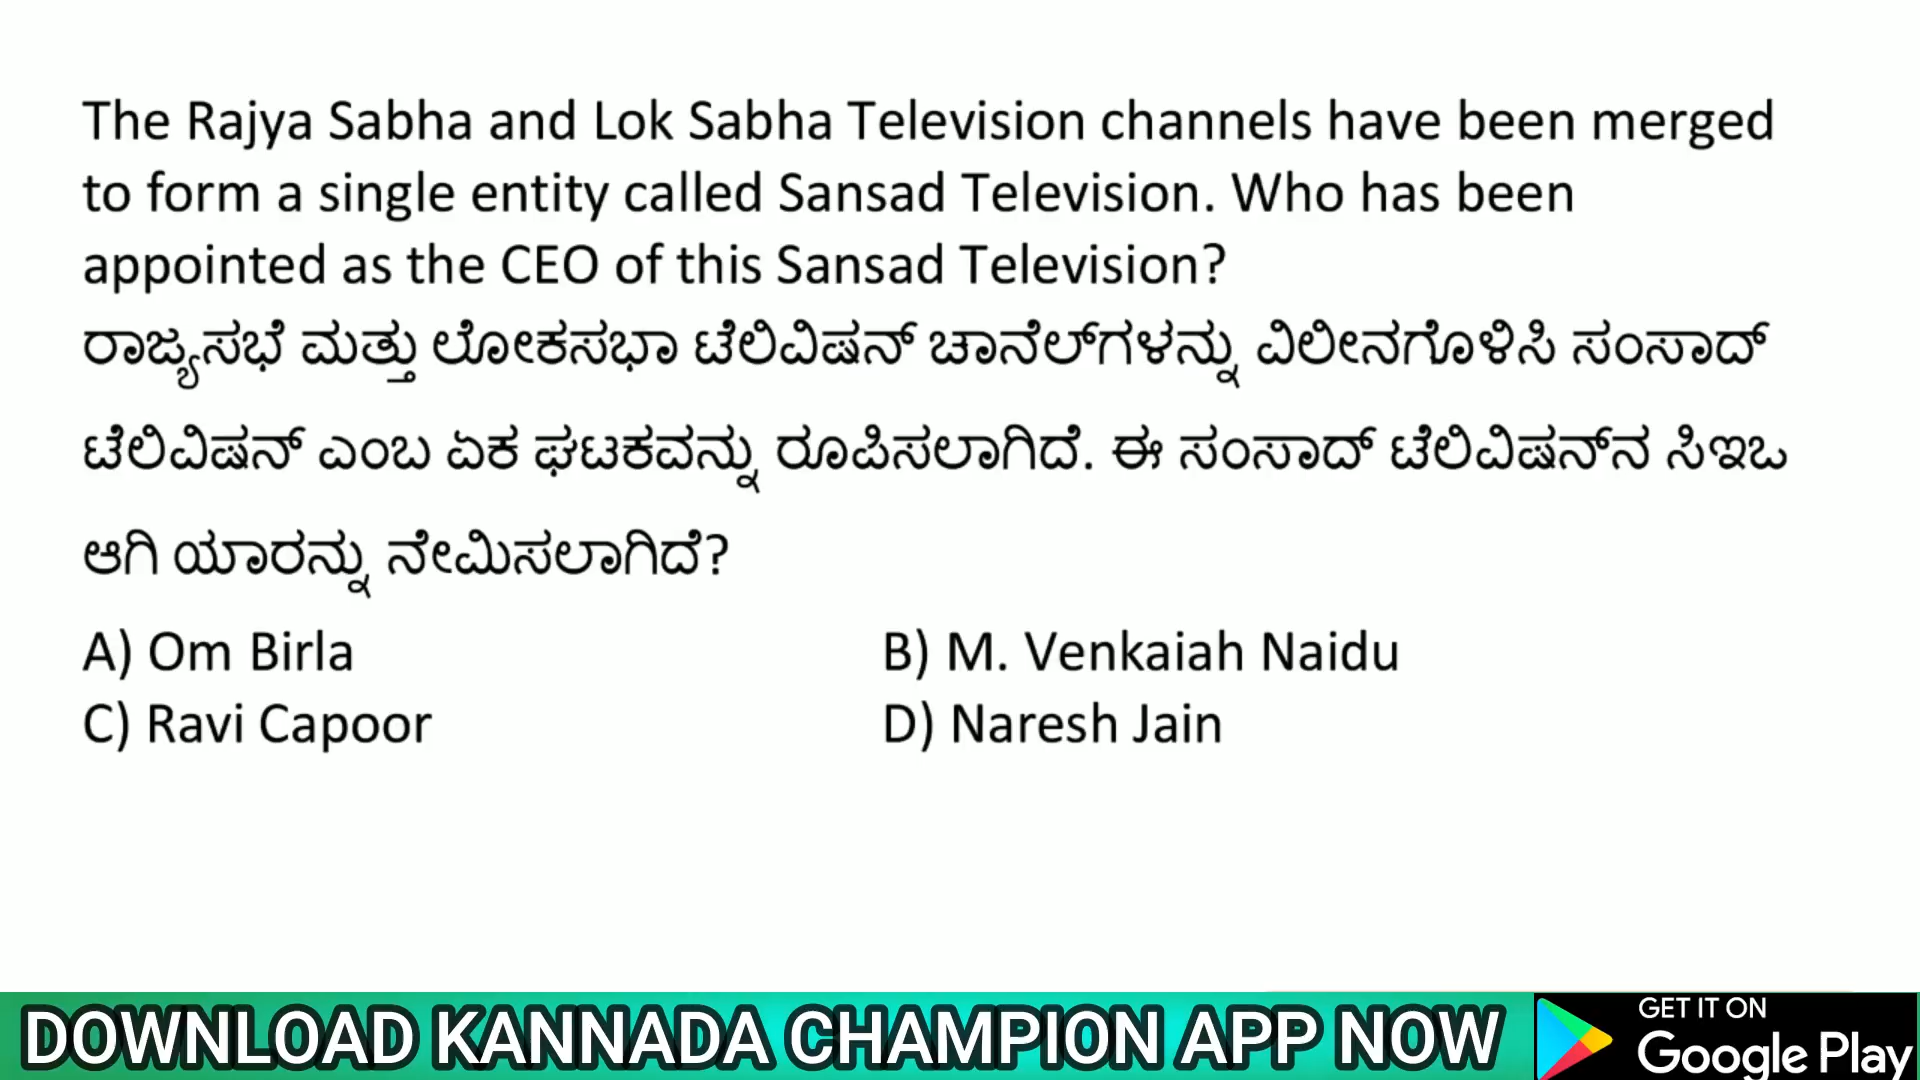 The Rajya Sabha and Lok Sabha Television channels have been merged
to form a single entity called Sansad Television. Who has been
appointed as the CEO of this Sansad Television?
ರಾಜ್ಯಸಭೆ ಮತ್ತು ಲೋಕಸಭಾ ಟೆಲಿವಿಷನ್ ಚಾನೆಲ್‌ಗಳನ್ನು ವಿಲೀನಗೊಳಿಸಿ ಸಂಸಾದ್
ಟೆಲಿವಿಷನ್ ಎಂಬ ಏಕ ಘಟಕವನ್ನು ರೂಪಿಸಲಾಗಿದೆ. ಈ ಸಂಸಾದ್ ಟೆಲಿವಿಷನ್‌ನ ಸಿಇಒ
ಆಗಿ ಯಾರನ್ನು ನೇಮಿಸಲಾಗಿದೆ?
A) Om Birla B) M. Venkaiah Naidu
C) Ravi Capoor D) Naresh Jain
DOWNLOAD KANNADA CHAMPION APP NOW
GET IT ON
Google Play